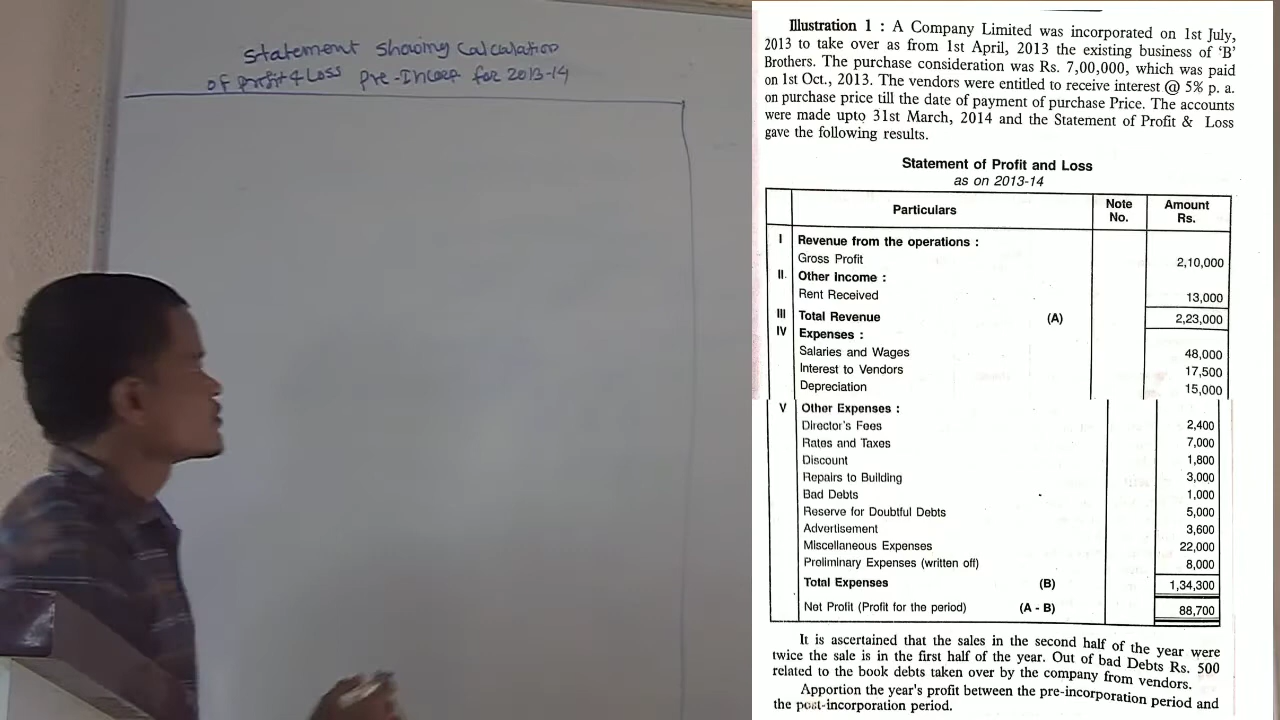 Statement Showing Calculation
of Profit & Loss Pre-Incorp for 2013-14
Illustration 1 : A Company Limited was incorporated on 1st July,
2013 to take over as from 1st April, 2013 the existing business of ‘B’
Brothers. The purchase consideration was Rs. 7,00,000, which was paid
on 1st Oct., 2013. The vendors were entitled to receive interest @ 5% p. a.
on purchase price till the date of payment of purchase Price. The accounts
were made upto 31st March, 2014 and the Statement of Profit & Loss
gave the following results.
Statement of Profit and Loss
as on 2013-14
Particulars Note No. Amount Rs.
I Revenue from the operations :
Gross Profit 2,10,000
II. Other Income :
Rent Received 13,000
III Total Revenue (A) 2,23,000
IV Expenses :
Salaries and Wages 48,000
Interest to Vendors 17,500
Depreciation 15,000
V Other Expenses :
Director's Fees 2,400
Rates and Taxes 7,000
Discount 1,800
Repairs to Building 3,000
Bad Debts 1,000
Reserve for Doubtful Debts 5,000
Advertisement 3,600
Miscellaneous Expenses 22,000
Preliminary Expenses (written off) 8,000
Total Expenses (B) 1,34,300
Net Profit (Profit for the period) (A - B) 88,700
It is ascertained that the sales in the second half of the year were
twice the sale is in the first half of the year. Out of bad Debts Rs. 500
related to the book debts taken over by the company from vendors.
Apportion the year's profit between the pre-incorporation period and
the post-incorporation period.